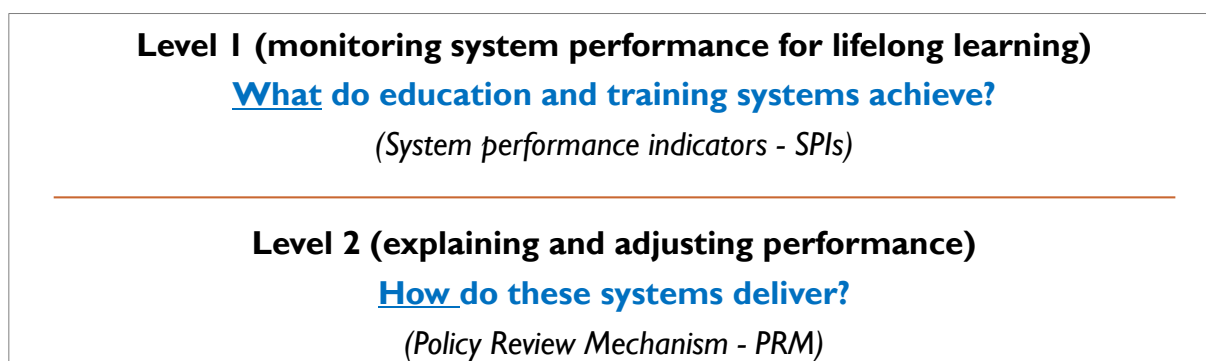 Level 1 (monitoring system performance for lifelong learning)
What do education and training systems achieve?
(System performance indicators - SPIs)
Level 2 (explaining and adjusting performance)
How do these systems deliver?
(Policy Review Mechanism - PRM)